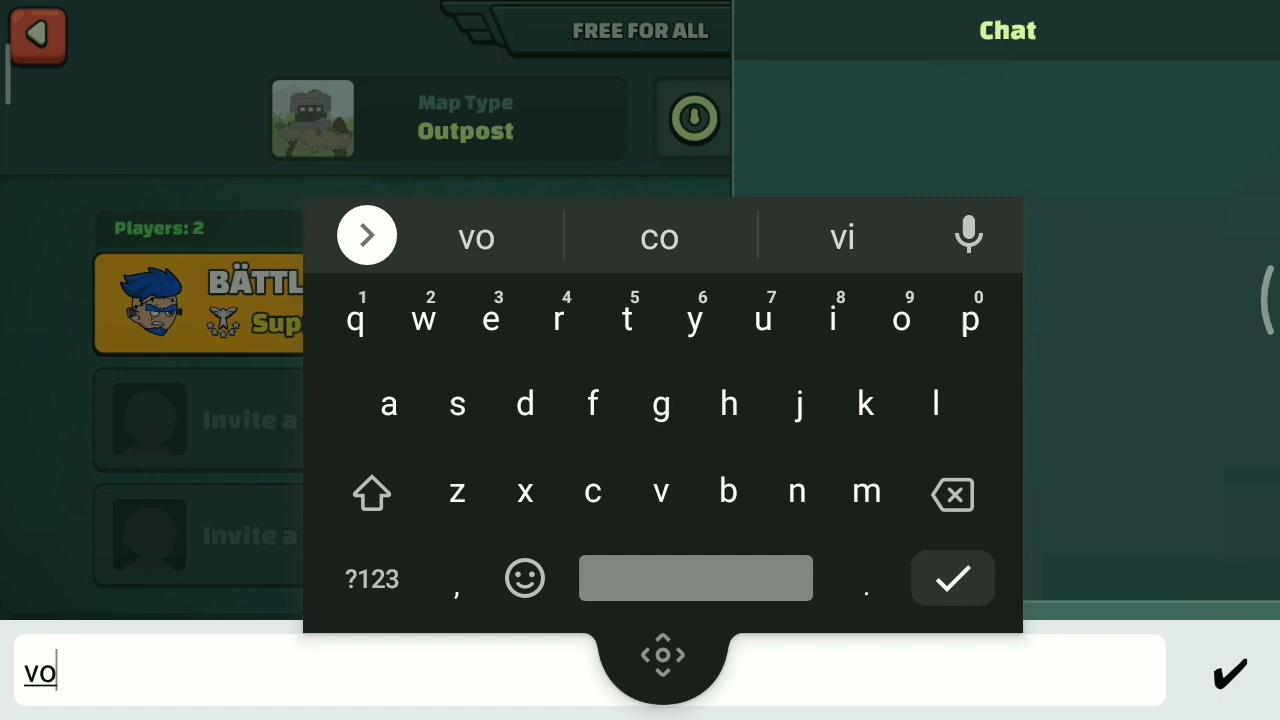 FREE FOR ALL
Chat
Map Type
Outpost
Players: 2
BÄTTL
Sup
Invite a
Invite a
vo co vi
1 2 3 4 5 6 7 8 9 0
q w e r t y u i o p
a s d f g h j k l
z x c v b n m
?123 , .
vo